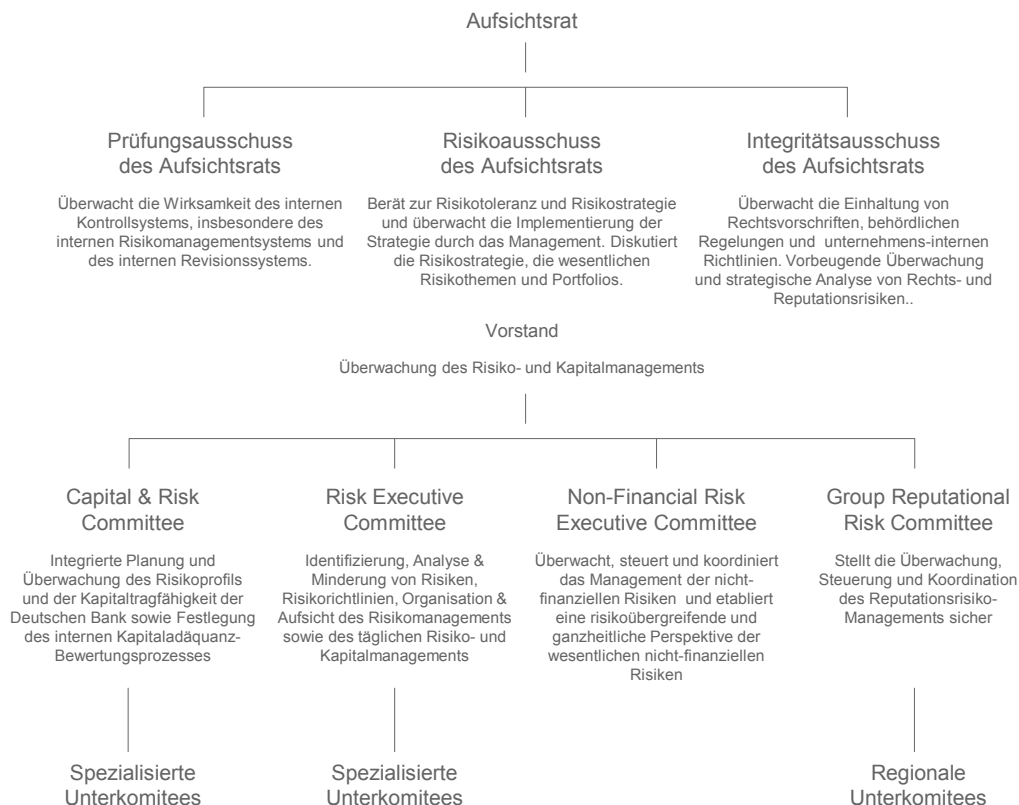 Aufsichtsrat
Prüfungsausschuss
des Aufsichtsrats
Überwacht die Wirksamkeit des internen
Kontrollsystems, insbesondere des
internen Risikomanagementsystems und
des internen Revisionssystems.
Risikoausschuss
des Aufsichtsrats
Berät zur Risikotoleranz und Risikostrategie
und überwacht die Implementierung der
Strategie durch das Management. Diskutiert
die Risikostrategie, die wesentlichen
Risikothemen und Portfolios.
Integritätsausschuss
des Aufsichtsrats
Überwacht die Einhaltung von
Rechtsvorschriften, behördlichen
Regelungen und unternehmens-internen
Richtlinien. Vorbeugende Überwachung
und strategische Analyse von Rechts- und
Reputationsrisiken..
Vorstand
Überwachung des Risiko- und Kapitalmanagements
Capital & Risk
Committee
Integrierte Planung und
Überwachung des Risikoprofils
und der Kapitaltragfähigkeit der
Deutschen Bank sowie Festlegung
des internen Kapitaladäquanz-
Bewertungsprozesses
Risk Executive
Committee
Identifizierung, Analyse &
Minderung von Risiken,
Risikorichtlinien, Organisation &
Aufsicht des Risikomanagements
sowie des täglichen Risiko- und
Kapitalmanagements
Non-Financial Risk
Executive Committee
Überwacht, steuert und koordiniert
das Management der nicht-
finanziellen Risiken und etabliert
eine risikoübergreifende und
ganzheitliche Perspektive der
wesentlichen nicht-finanziellen
Risiken
Group Reputational
Risk Committee
Stellt die Überwachung,
Steuerung und Koordination
des Reputationsrisiko-
Managements sicher
Spezialisierte
Unterkomitees
Spezialisierte
Unterkomitees
Regionale
Unterkomitees